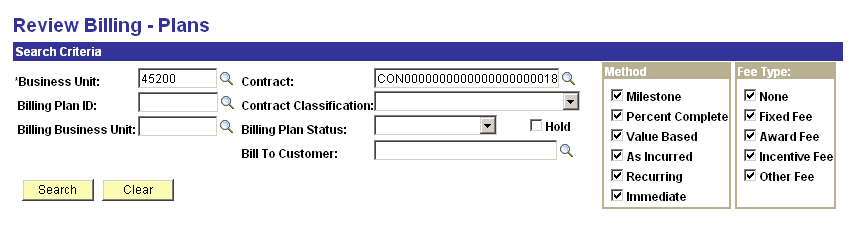 Review Billing - Plans
Search Criteria
*Business Unit: 45200 Contract: CON0000000000000000000018
Billing Plan ID: Contract Classification:
Billing Business Unit: Billing Plan Status: Hold
Bill To Customer:
Search Clear
Method
Milestone
Percent Complete
Value Based
As Incurred
Recurring
Immediate
Fee Type:
None
Fixed Fee
Award Fee
Incentive Fee
Other Fee